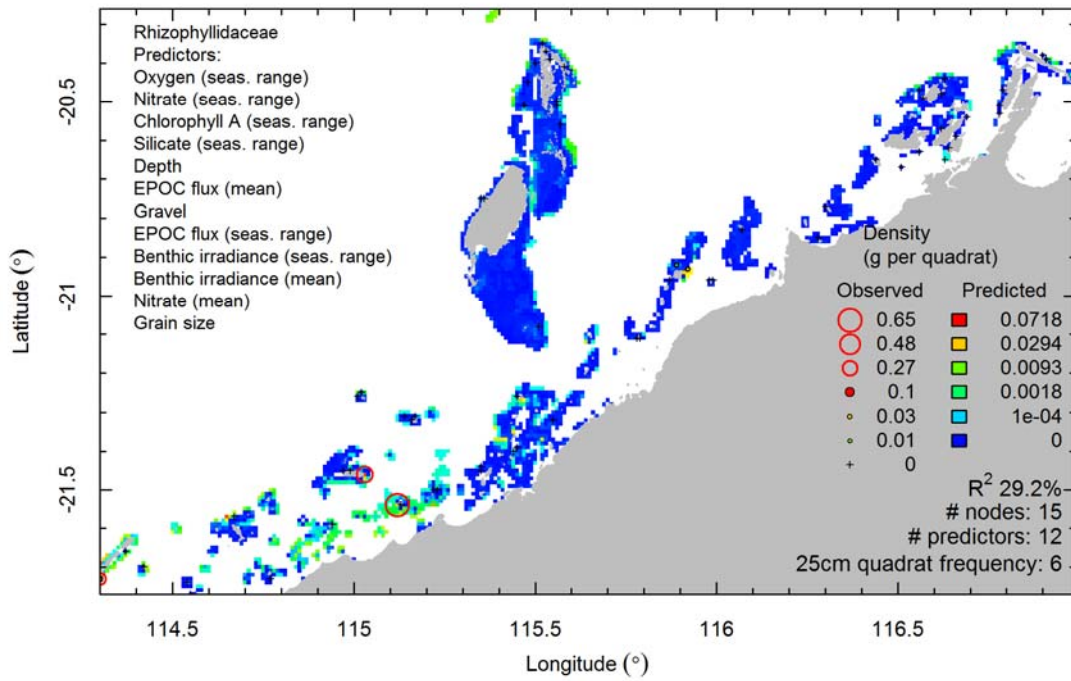 Rhizophyllidaceae
Predictors:
Oxygen (seas. range)
Nitrate (seas. range)
Chlorophyll A (seas. range)
Silicate (seas. range)
Depth
EPOC flux (mean)
Gravel
EPOC flux (seas. range)
Benthic irradiance (seas. range)
Benthic irradiance (mean)
Nitrate (mean)
Grain size
Latitude (°)
-20.5
-21
-21.5
Density
(g per quadrat)
Observed Predicted
0.65 0.0718
0.48 0.0294
0.27 0.0093
0.1 0.0018
0.03 1e-04
0.01 0
0
R² 29.2%
# nodes: 15
# predictors: 12
25cm quadrat frequency: 6
114.5 115 115.5 116 116.5
Longitude (°)